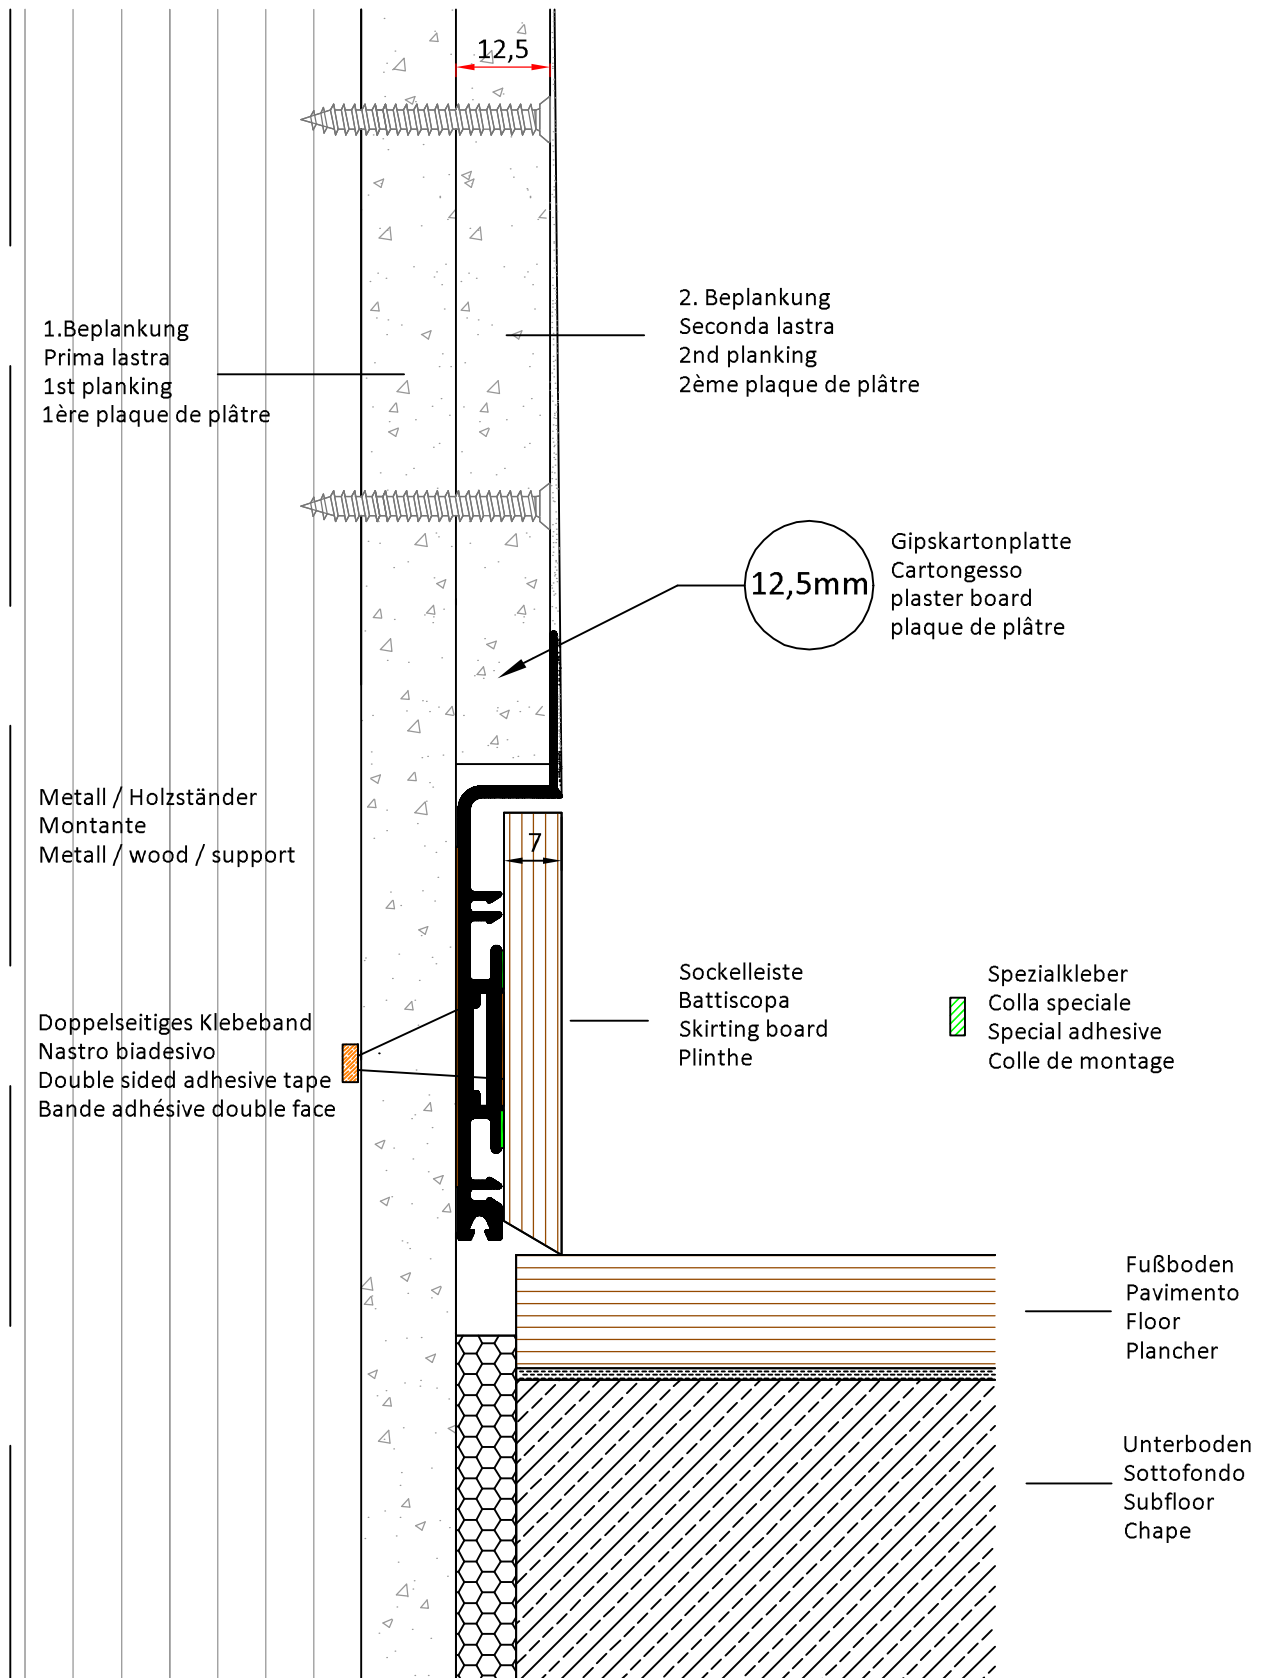 12,5
2. Beplankung
Seconda lastra
2nd planking
2ème plaque de plâtre
1.Beplankung
Prima lastra
1st planking
1ère plaque de plâtre
12,5mm
Gipskartonplatte
Cartongesso
plaster board
plaque de plâtre
Metall / Holzständer
Montante
Metall / wood / support
7
Sockelleiste
Battiscopa
Skirting board
Plinthe
Spezialkleber
Colla speciale
Special adhesive
Colle de montage
Doppelseitiges Klebeband
Nastro biadesivo
Double sided adhesive tape
Bande adhésive double face
Fußboden
Pavimento
Floor
Plancher
Unterboden
Sottofondo
Subfloor
Chape